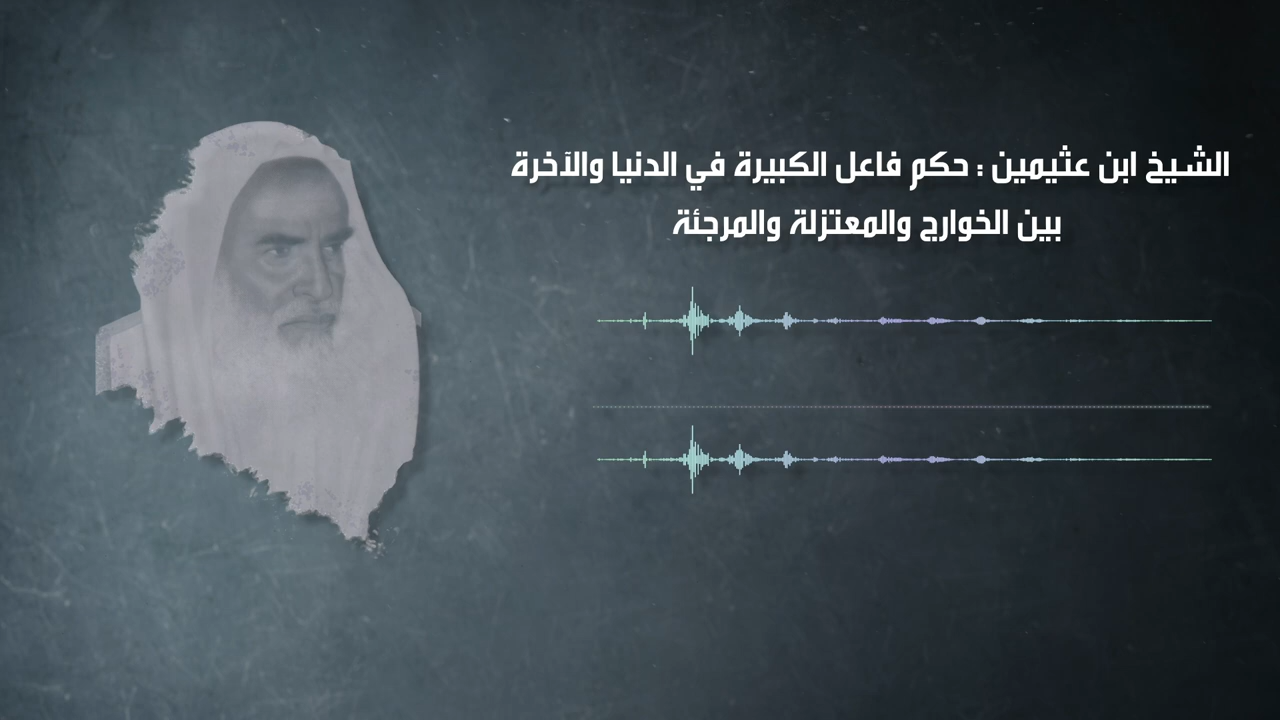 الشيخ ابن عثيمين : حكم فاعل الكبيرة في الدنيا والآخرة
بين الخوارج والمعتزلة والمرجئة